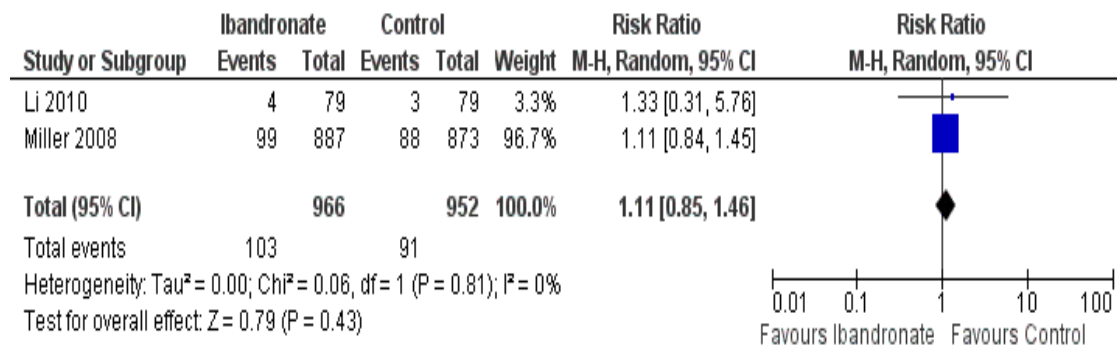 Ibandronate Control Risk Ratio Risk Ratio
Study or Subgroup Events Total Events Total Weight M-H, Random, 95% CI M-H, Random, 95% CI
Li 2010 4 79 3 79 3.3% 1.33 [0.31, 5.76]
Miller 2008 99 887 88 873 96.7% 1.11 [0.84, 1.45]
Total (95% CI) 966 952 100.0% 1.11 [0.85, 1.46]
Total events 103 91
Heterogeneity: Tau² = 0.00; Chi² = 0.06, df = 1 (P = 0.81); I² = 0%
Test for overall effect: Z = 0.79 (P = 0.43)
0.01 0.1 1 10 100
Favours Ibandronate Favours Control